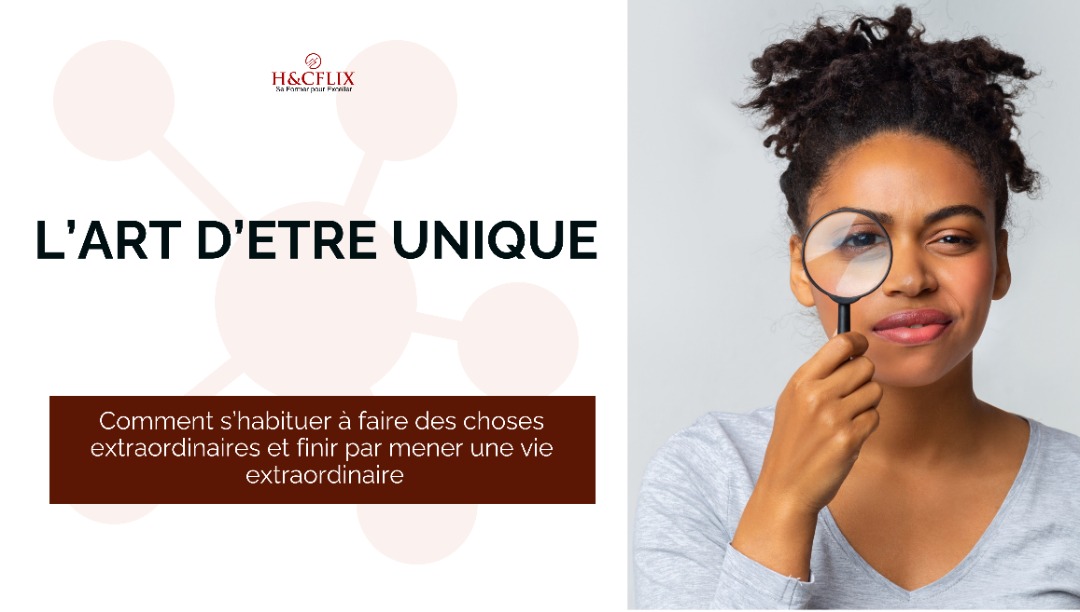 H&CFLIX
Se Former pour Exceller
L'ART D'ETRE UNIQUE
Comment s'habituer à faire des choses
extraordinaires et finir par mener une vie
extraordinaire